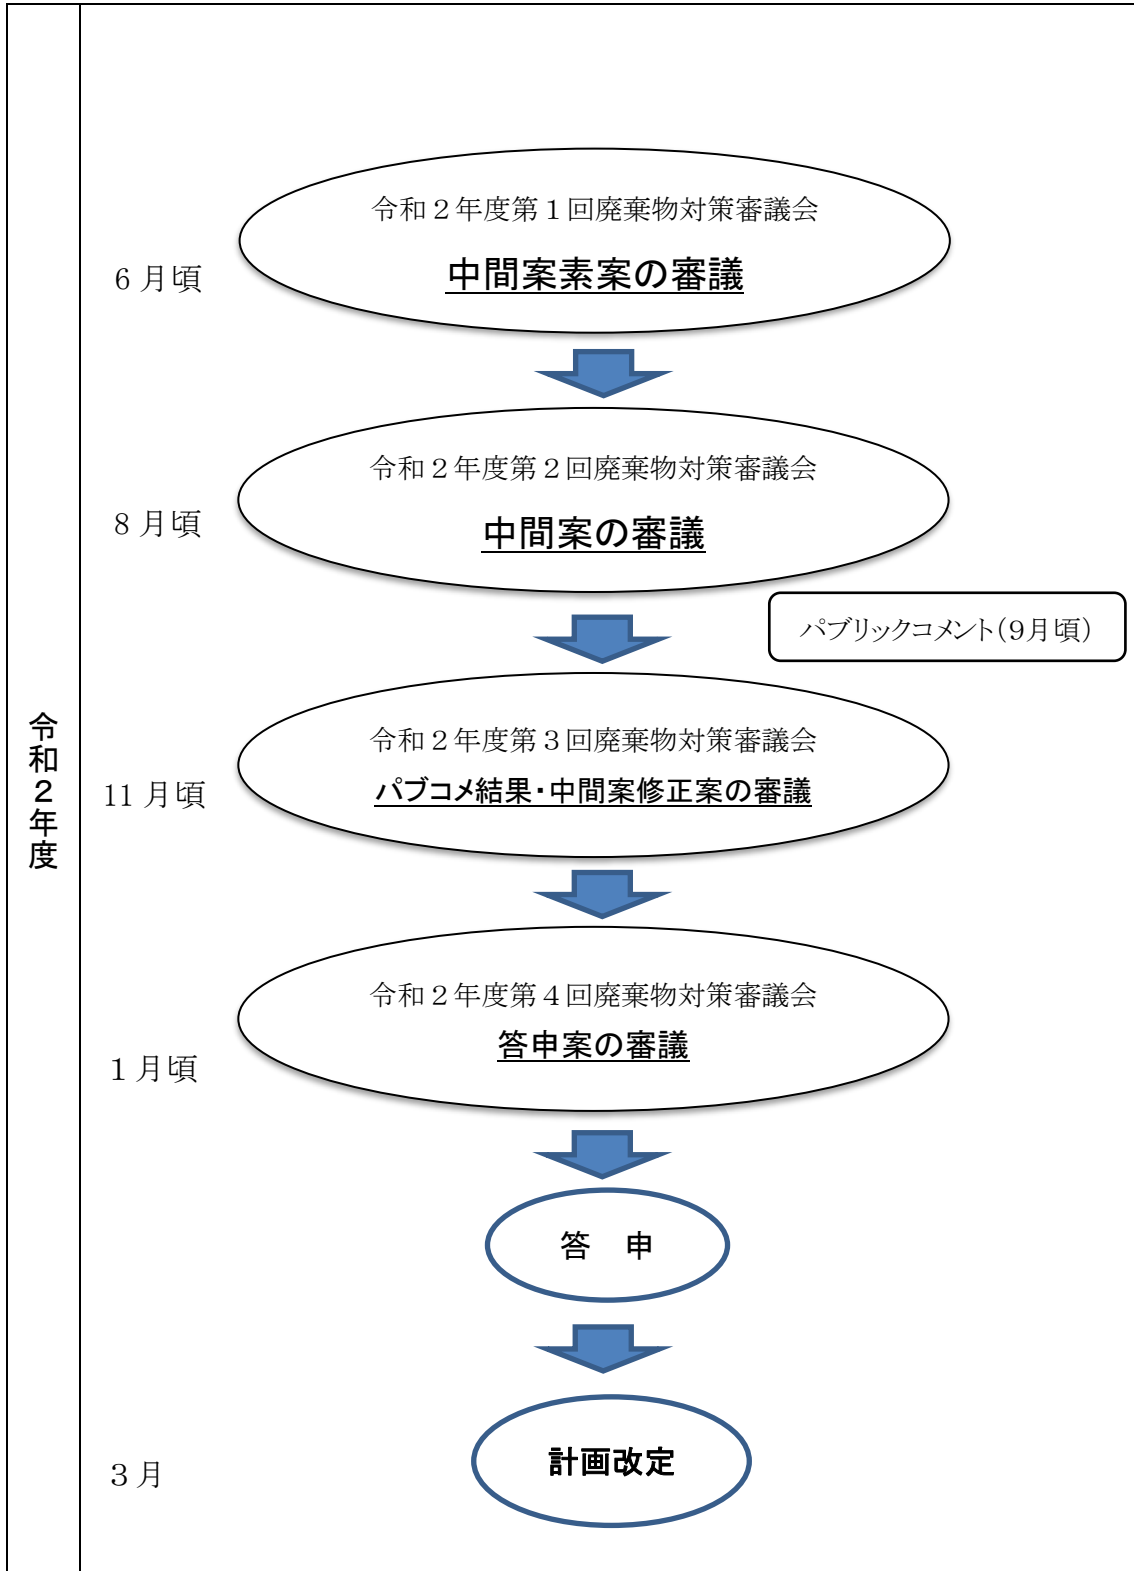 令和２年度
令和２年度第１回廃棄物対策審議会
中間案素案の審議
6 月頃
令和２年度第２回廃棄物対策審議会
中間案の審議
8 月頃
パブリックコメント(９月頃)
令和２年度第３回廃棄物対策審議会
パブコメ結果・中間案修正案の審議
11 月頃
令和２年度第４回廃棄物対策審議会
答申案の審議
１月頃
答　申
計画改定
３月